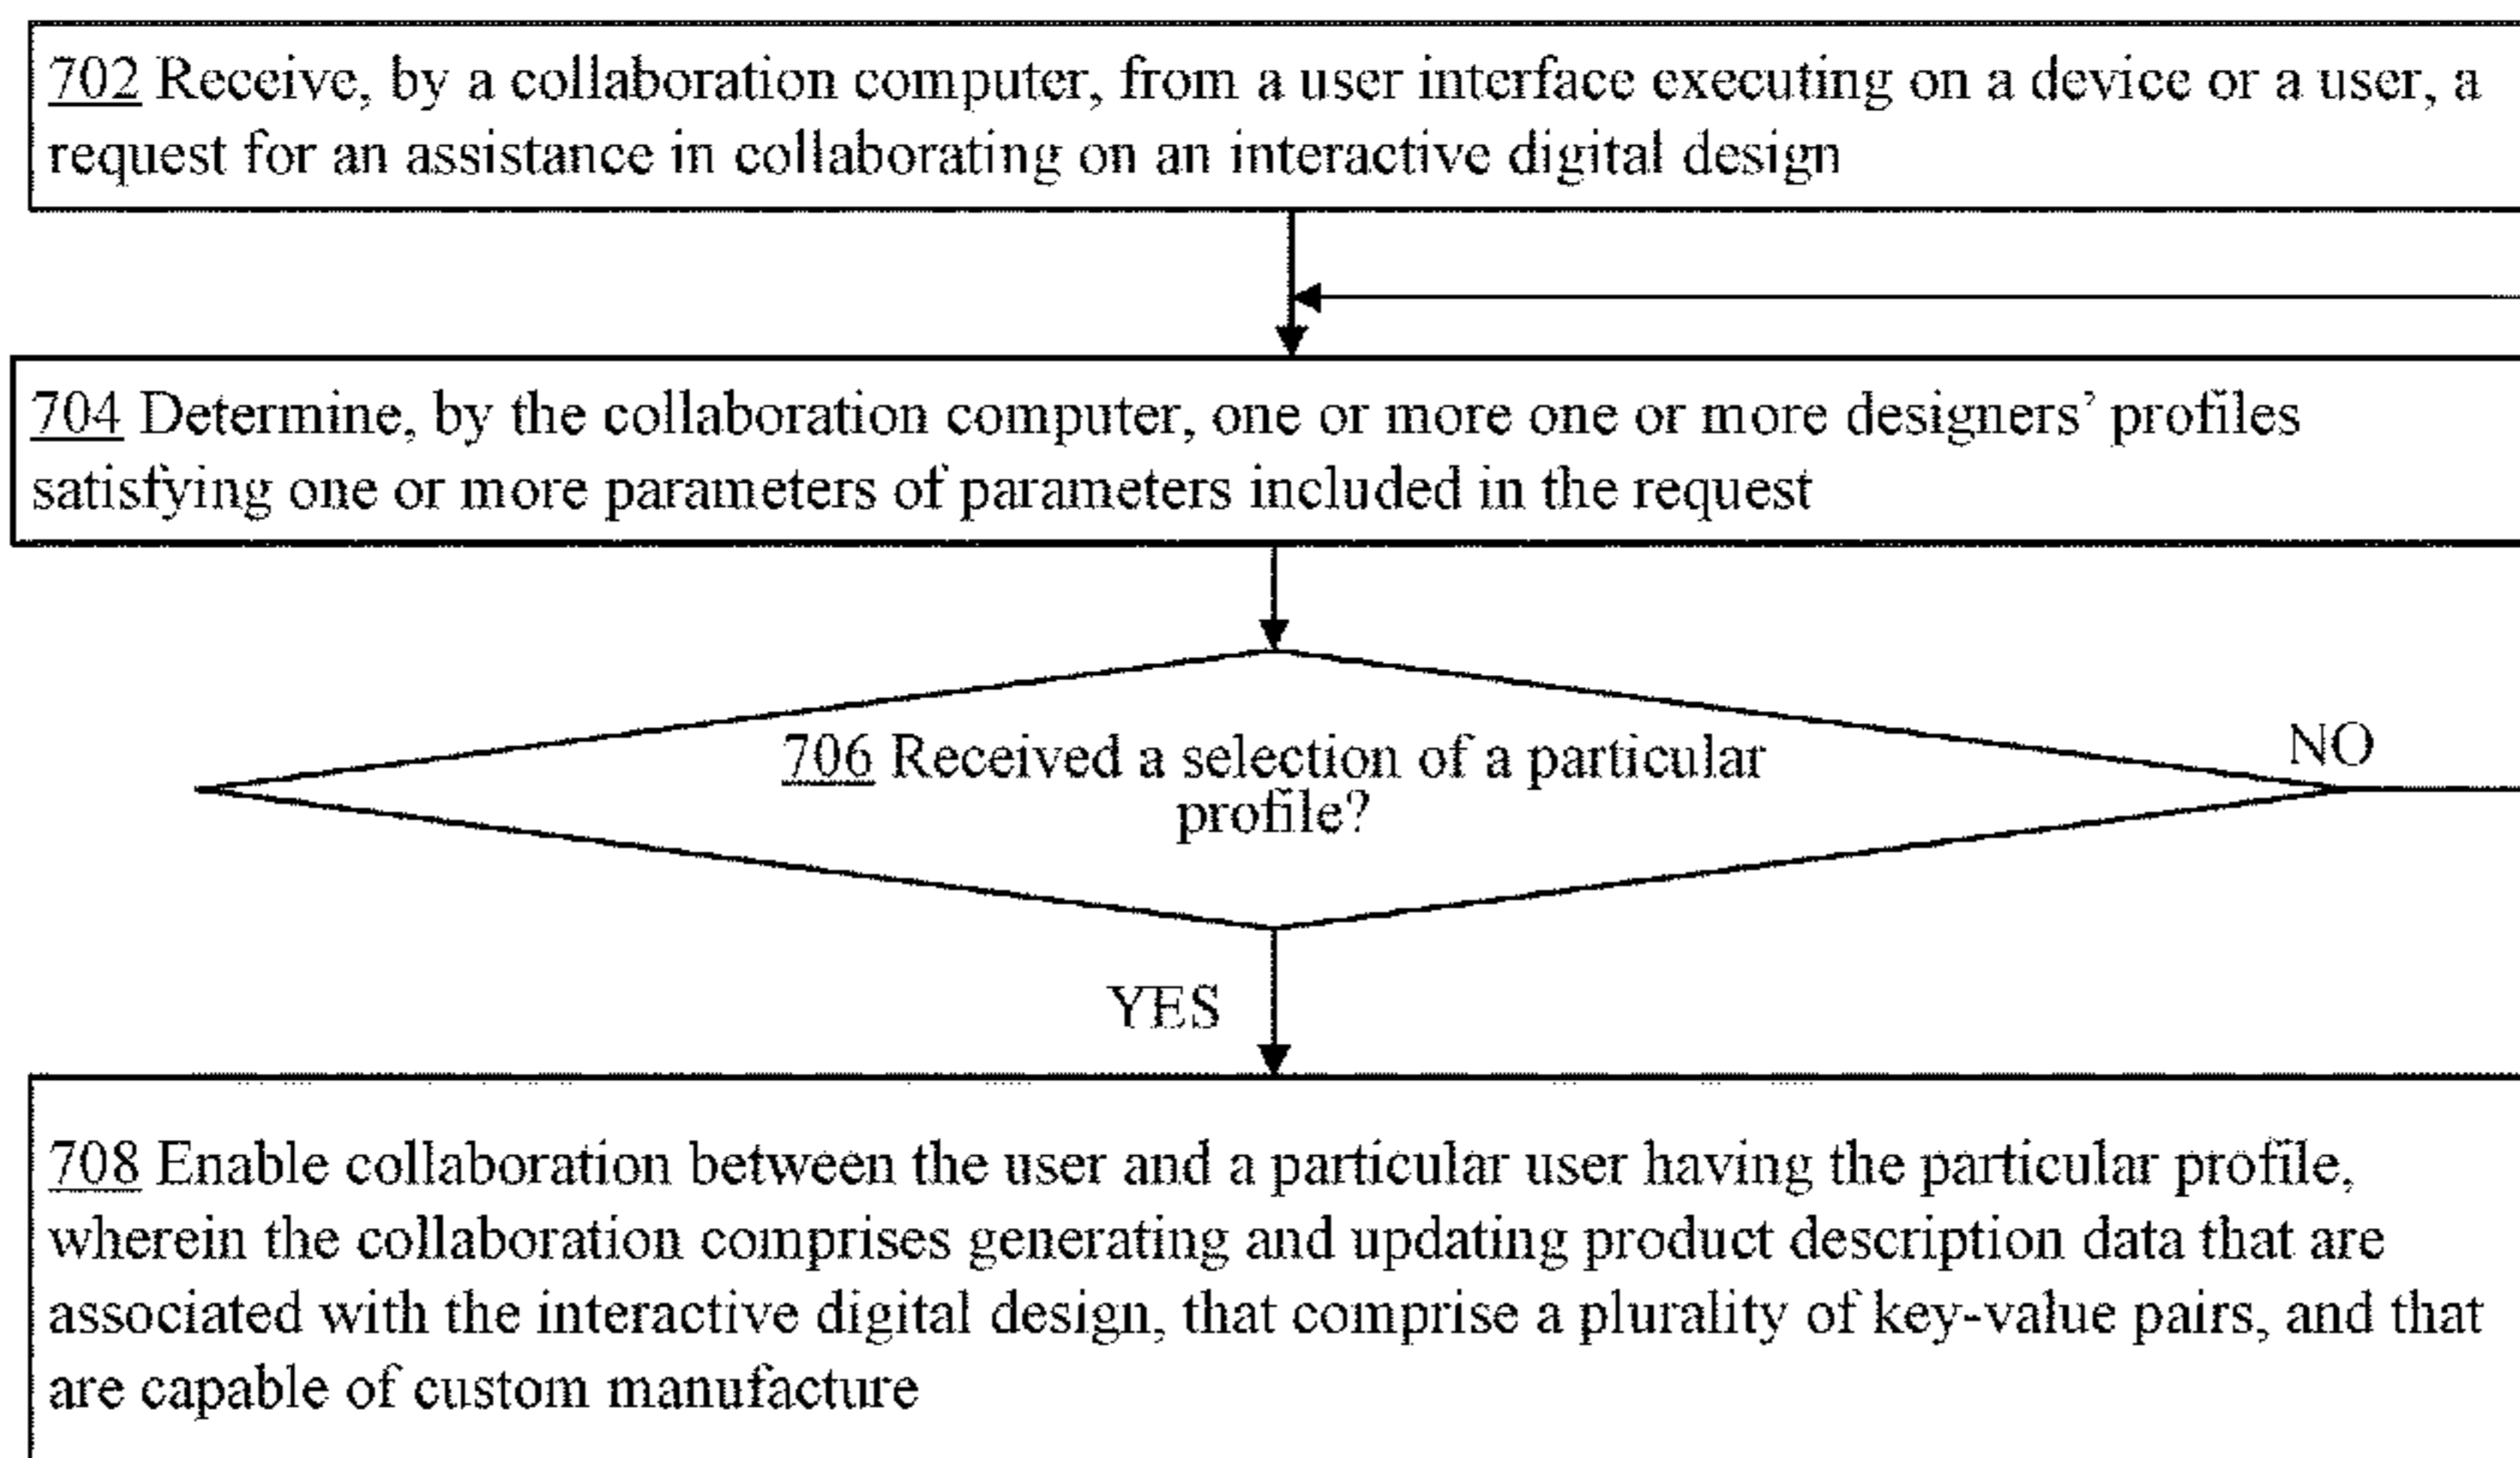 702 Receive, by a collaboration computer, from a user interface executing on a device or a user, a
request for an assistance in collaborating on an interactive digital design
704 Determine, by the collaboration computer, one or more one or more designers’ profiles
satisfying one or more parameters of parameters included in the request
706 Received a selection of a particular
profile?
NO
YES
708 Enable collaboration between the user and a particular user having the particular profile,
wherein the collaboration comprises generating and updating product description data that are
associated with the interactive digital design, that comprise a plurality of key-value pairs, and that
are capable of custom manufacture